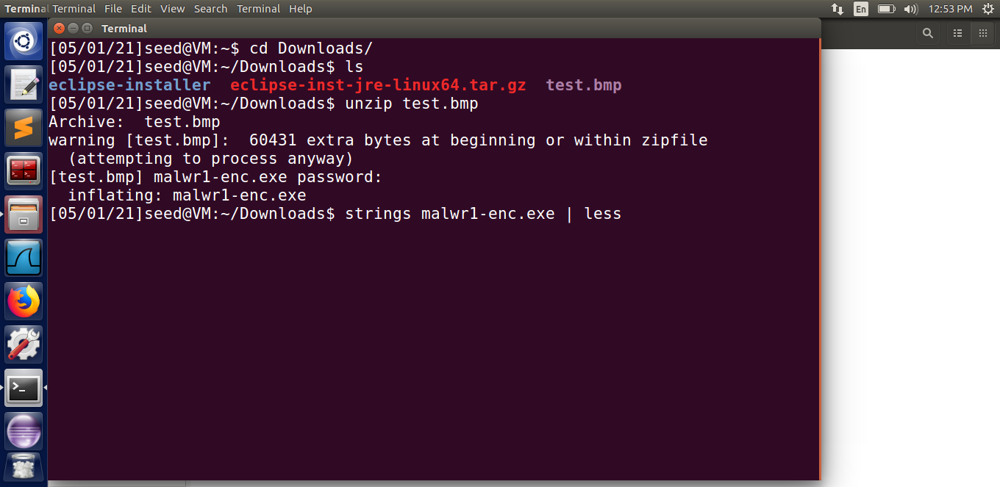 Terminal Terminal File Edit View Search Terminal Help En 12:53 PM
Terminal
[05/01/21]seed@VM:~$ cd Downloads/
[05/01/21]seed@VM:~/Downloads$ ls
eclipse-installer  eclipse-inst-jre-linux64.tar.gz  test.bmp
[05/01/21]seed@VM:~/Downloads$ unzip test.bmp
Archive:  test.bmp
warning [test.bmp]:  60431 extra bytes at beginning or within zipfile
  (attempting to process anyway)
[test.bmp] malwr1-enc.exe password:
  inflating: malwr1-enc.exe
[05/01/21]seed@VM:~/Downloads$ strings malwr1-enc.exe | less